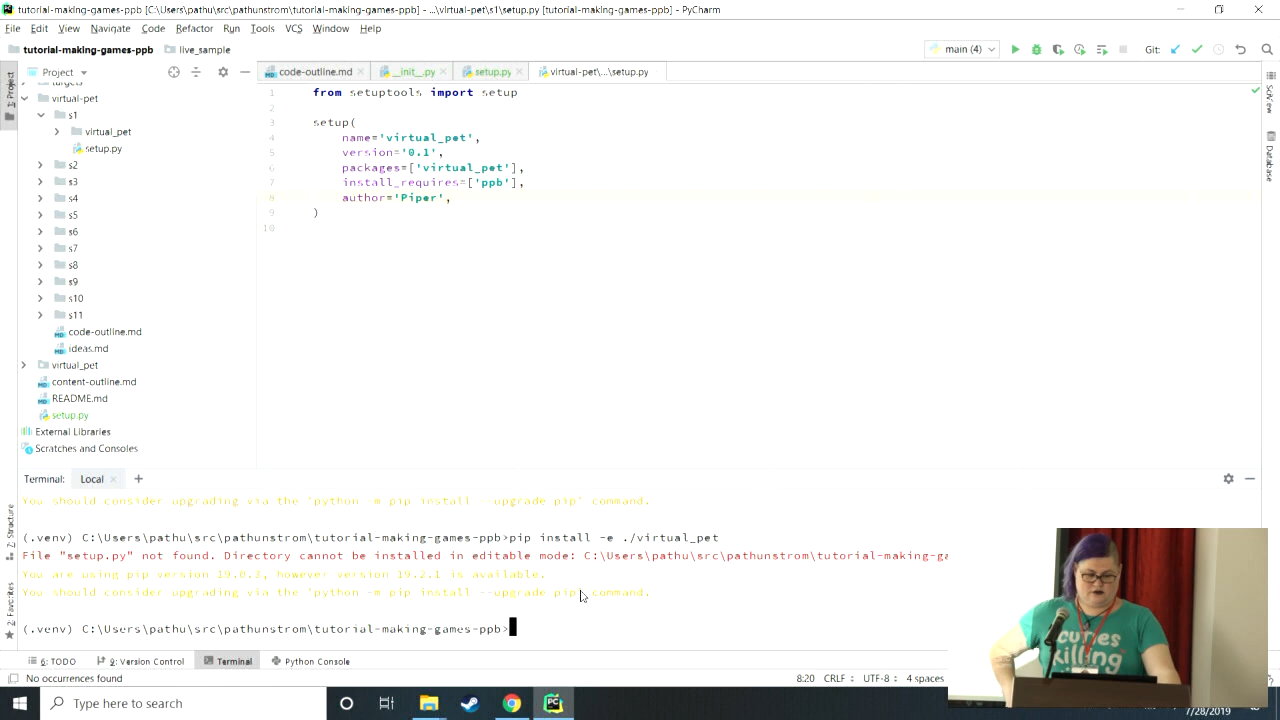 tutorial-making-games-ppb [C:\Users\pathu\src\pathunstrom\tutorial-making-games-ppb] - ...\virtual-pet\s1\setup.py [tutorial-making-games-ppb] - PyCharm
File Edit View Navigate Code Refactor Run Tools VCS Window Help
tutorial-making-games-ppb live_sample main (4) Git:
1: Project
Project
code-outline.md
__init__.py
setup.py
virtual-pet\...\setup.py
SciView
Database
virtual-pet
s1
virtual_pet
setup.py
s2
s3
s4
s5
s6
s7
s8
s9
s10
s11
code-outline.md
ideas.md
virtual_pet
content-outline.md
README.md
setup.py
External Libraries
Scratches and Consoles
1 from setuptools import setup
2
3 setup(
4 name='virtual_pet',
5 version='0.1',
6 packages=['virtual_pet'],
7 install_requires=['ppb'],
8 author='Piper',
9 )
10
Terminal: Local +
You should consider upgrading via the 'python -m pip install --upgrade pip' command.
(.venv) C:\Users\pathu\src\pathunstrom\tutorial-making-games-ppb>pip install -e ./virtual_pet
File "setup.py" not found. Directory cannot be installed in editable mode: C:\Users\pathu\src\pathunstrom\tutorial-making-ga
You are using pip version 19.0.3, however version 19.2.1 is available.
You should consider upgrading via the 'python -m pip install --upgrade pip' command.
(.venv) C:\Users\pathu\src\pathunstrom\tutorial-making-games-ppb>
7: Structure
2: Favorites
6: TODO 9: Version Control Terminal Python Console
No occurrences found 8:20 CRLF UTF-8 4 spaces
Type here to search
7/28/2019
curies
killing